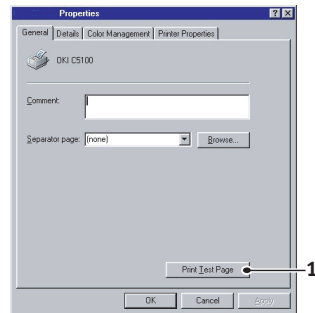 Properties
General Details Color Management Printer Properties
OKI C5100
Comment:
Separator page: (none) Browse...
Print Test Page 1
OK Cancel Apply